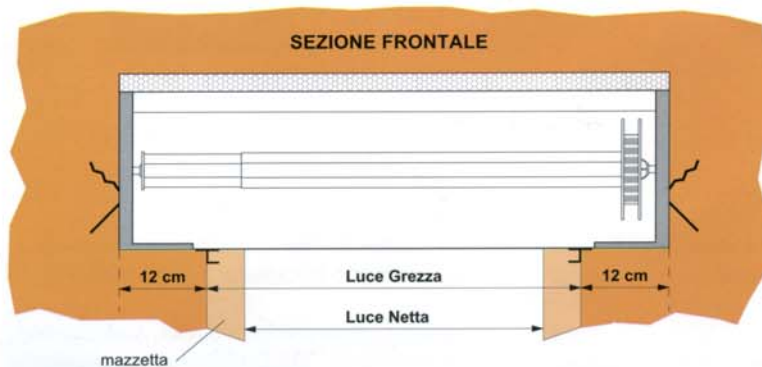 SEZIONE FRONTALE
12 cm
Luce Grezza
12 cm
Luce Netta
mazzetta